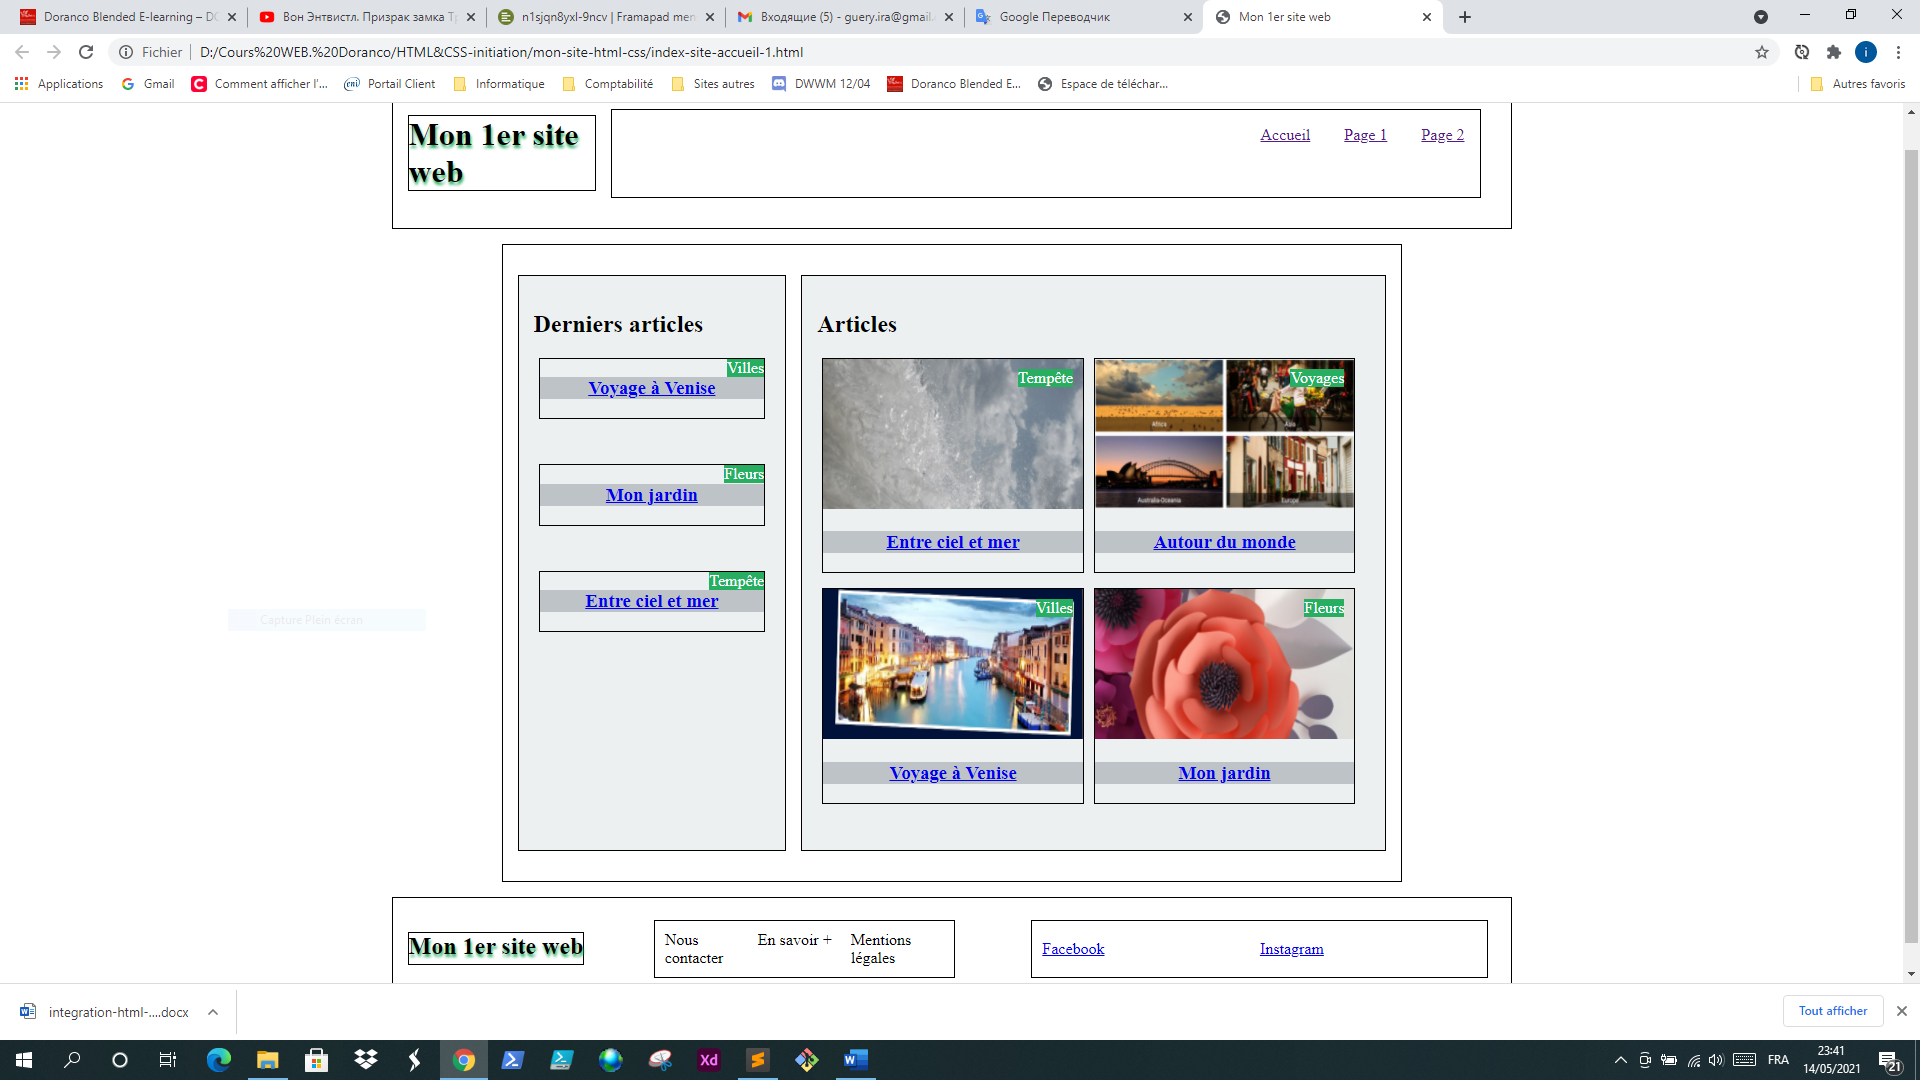 Doranco Blended E-learning – DO
Вон Энтвистл. Призрак замка Тр
n1sjqn8yxl-9ncv | Framapad men
Входящие (5) - guery.ira@gmail.
Google Переводчик
Mon 1er site web
Fichier
D:/Cours%20WEB.%20Doranco/HTML&CSS-initiation/mon-site-html-css/index-site-accueil-1.html
i
Applications
Gmail
Comment afficher l'...
Portail Client
Informatique
Comptabilité
Sites autres
DWWM 12/04
Doranco Blended E...
Espace de téléchar...
Autres favoris
Mon 1er site
web
Accueil
Page 1
Page 2
Derniers articles
Villes
Voyage à Venise
Fleurs
Mon jardin
Tempête
Entre ciel et mer
Capture Plein écran
Articles
Tempête
Entre ciel et mer
Voyages
Africa
Asia
Australia-Oceania
Europe
Autour du monde
Villes
Voyage à Venise
Fleurs
Mon jardin
Mon 1er site web
Nous
contacter
En savoir +
Mentions
légales
Facebook
Instagram
integration-html-....docx
Tout afficher
Xd
FRA
23:41
14/05/2021
21